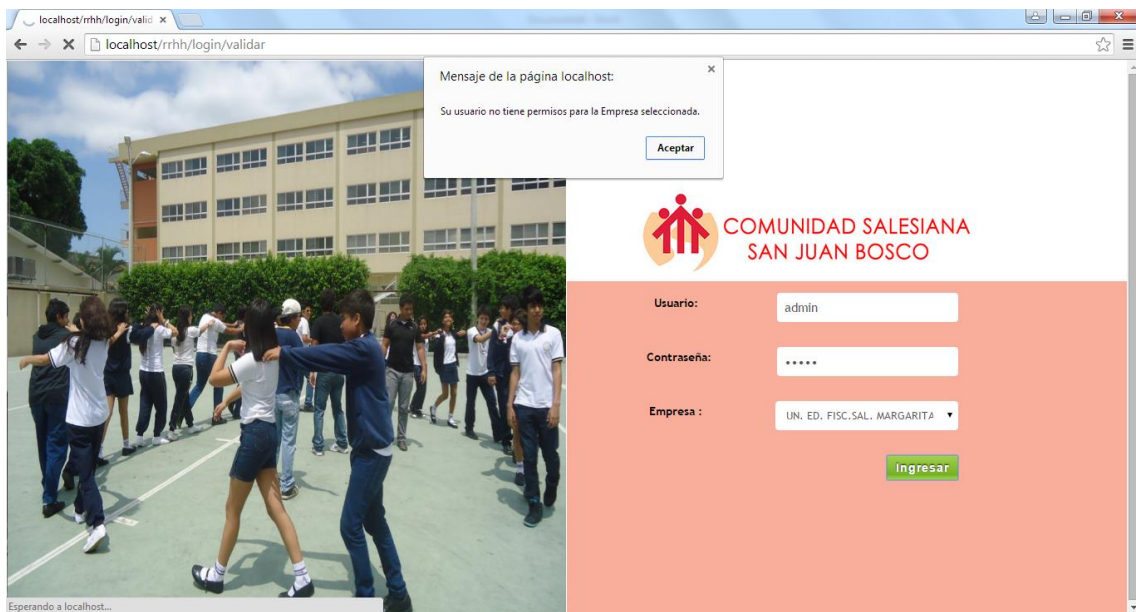 localhost/rrhh/login/valid
localhost/rrhh/login/validar
Mensaje de la página localhost:
Su usuario no tiene permisos para la Empresa seleccionada.
Aceptar
COMUNIDAD SALESIANA
SAN JUAN BOSCO
Usuario:
admin
Contraseña:
•••••
Empresa :
UN. ED. FISC.SAL. MARGARITA
Ingresar
Esperando a localhost...